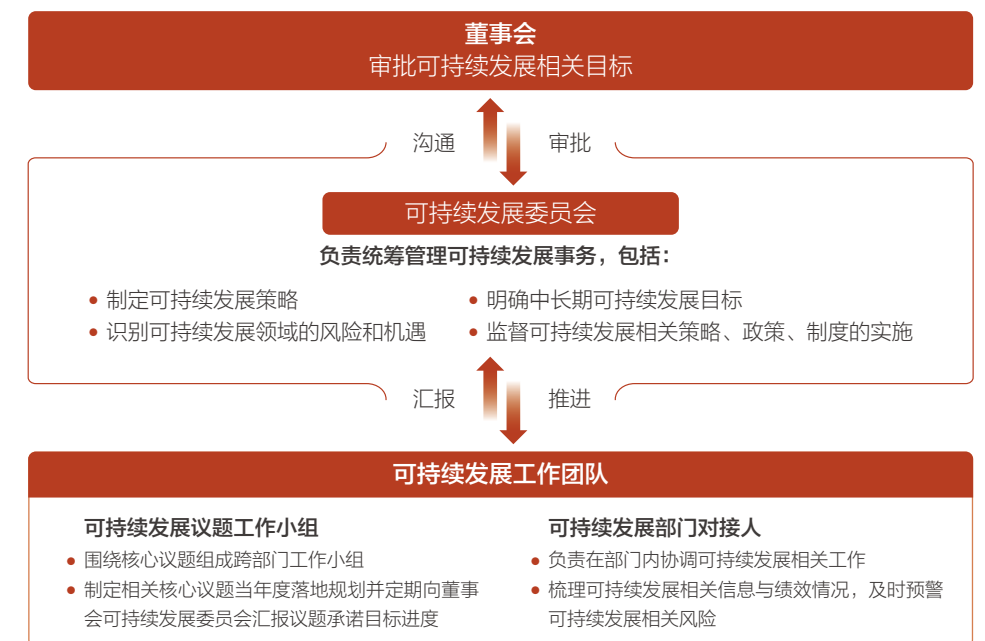 董事会
审批可持续发展相关目标
沟通
审批
可持续发展委员会
负责统筹管理可持续发展事务，包括：
• 制定可持续发展策略
• 识别可持续发展领域的风险和机遇
• 明确中长期可持续发展目标
• 监督可持续发展相关策略、政策、制度的实施
汇报
推进
可持续发展工作团队
可持续发展议题工作小组
• 围绕核心议题组成跨部门工作小组
• 制定相关核心议题当年度落地规划并定期向董事
会可持续发展委员会汇报议题承诺目标进度
可持续发展部门对接人
• 负责在部门内协调可持续发展相关工作
• 梳理可持续发展相关信息与绩效情况，及时预警
可持续发展相关风险